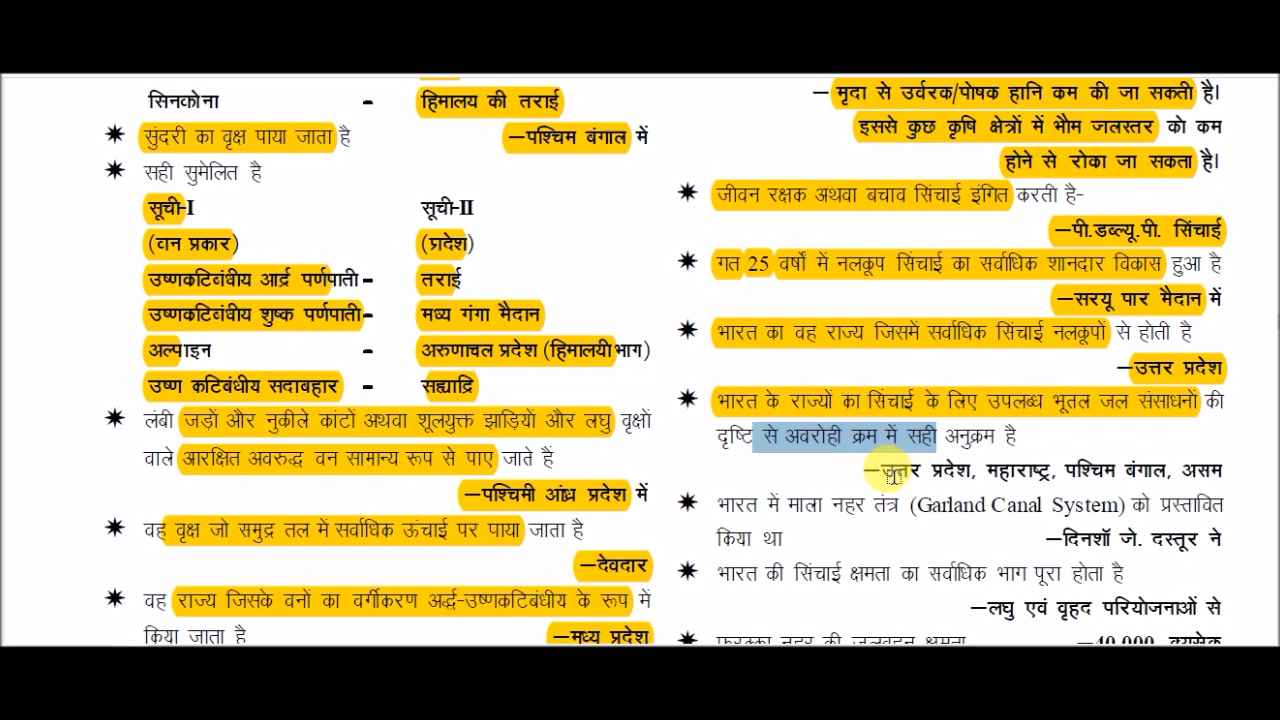 सिनकोना - हिमालय की तराई
सुंदरी का वृक्ष पाया जाता है —पश्चिम बंगाल में
सही सुमेलित है
सूची-I सूची-II
(वान प्रकार) (प्रदेश)
उष्णकटिबंधीय आर्द्र पर्णपाती - तराई
उष्णकटिबंधीय शुष्क पर्णपाती - मध्य गंगा मैदान
अल्पाइन - अरुणाचल प्रदेश (हिमालयी भाग)
उष्ण कटिबंधीय सदाबहार - सह्याद्रि
लंबी जड़ों और नुकीले कांटों अथवा शूलयुक्त झाड़ियों और लघु वृक्षों
वाले आरक्षित अवरुद्ध वन सामान्य रूप से पाए जाते हैं
—पश्चिमी आंध्र प्रदेश में
वह वृक्ष जो समुद्र तल में सर्वाधिक ऊंचाई पर पाया जाता है
—देवदार
वह राज्य जिसके वनों का वर्गीकरण अर्द्ध-उष्णकटिबंधीय के रूप में
किया जाता है —मध्य प्रदेश
— मृदा से उर्वरक/पोषक हानि कम की जा सकती है।
इससे कुछ कृषि क्षेत्रों में भौम जलस्तर को कम
होने से रोका जा सकता है।
जीवन रक्षक अथवा बचाव सिंचाई इंगित करती है-
—पी.डब्ल्यू.पी. सिंचाई
गत 25 वर्षों में नलकूप सिंचाई का सर्वाधिक शानदार विकास हुआ है
—सरयू पार मैदान में
भारत का वह राज्य जिसमें सर्वाधिक सिंचाई नलकूपों से होती है
—उत्तर प्रदेश
भारत के राज्यों का सिंचाई के लिए उपलब्ध भूतल जल संसाधनों की
दृष्टि से अवरोही क्रम में सही अनुक्रम है
—उत्तर प्रदेश, महाराष्ट्र, पश्चिम बंगाल, असम
भारत में माला नहर तंत्र (Garland Canal System) को प्रस्तावित
किया था —दिनशॉ जे. दस्तूर ने
भारत की सिंचाई क्षमता का सर्वाधिक भाग पूरा होता है
—लघु एवं वृहद परियोजनाओं से
फरक्का नहर की जलवहन क्षमता —40,000 क्यूसेक